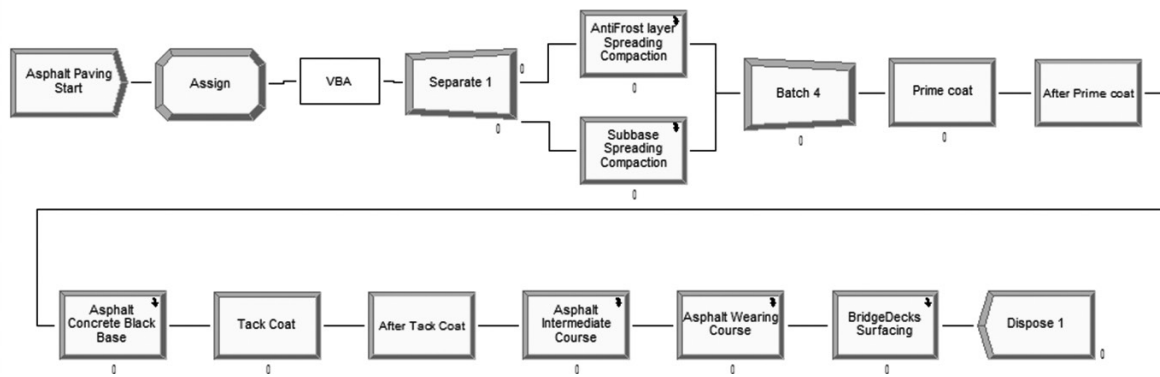 Asphalt Paving
Start
Assign
VBA
Separate 1
0
0
AntiFrost layer
Spreading
Compaction
0
Subbase
Spreading
Compaction
0
Batch 4
0
Prime coat
0
After Prime coat
Asphalt
Concrete Black
Base
0
Tack Coat
0
After Tack Coat
Asphalt
Intermediate
Course
0
Asphalt Wearing
Course
0
BridgeDecks
Surfacing
0
Dispose 1
0